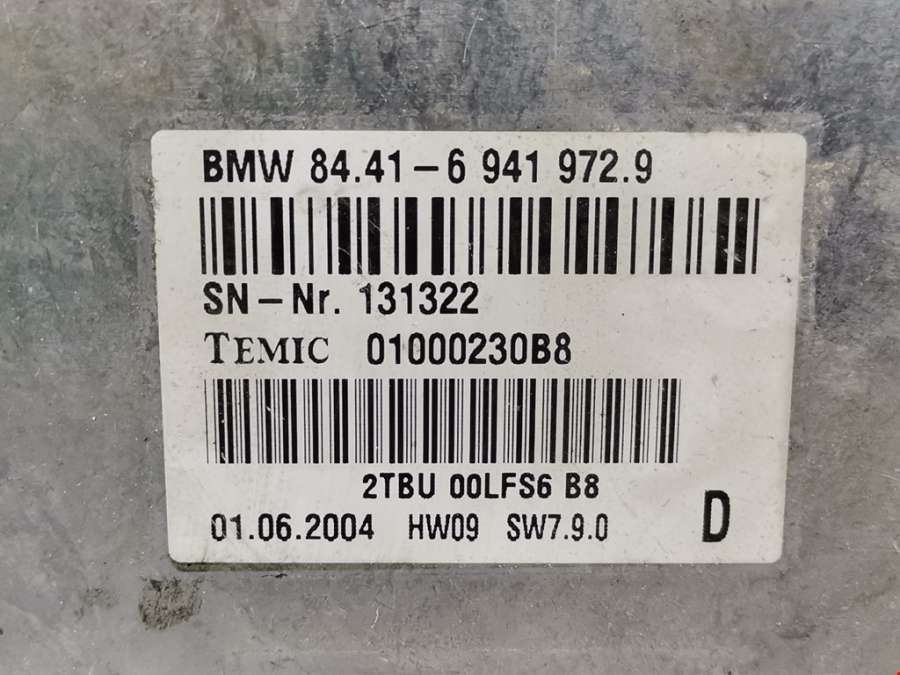 BMW 84.41-6 941 972.9
SN-Nr. 131322
TEMIC 01000230B8
2TBU 00LFS6 B8
01.06.2004 HW09 SW7.9.0 D